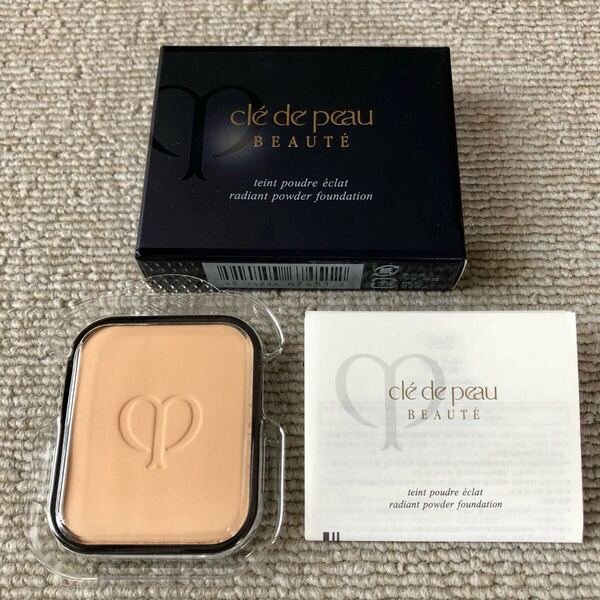 clé de peau
BEAUTÉ
teint poudre éclat
radiant powder foundation
clé de peau
BEAUTÉ
teint poudre éclat
radiant powder foundation